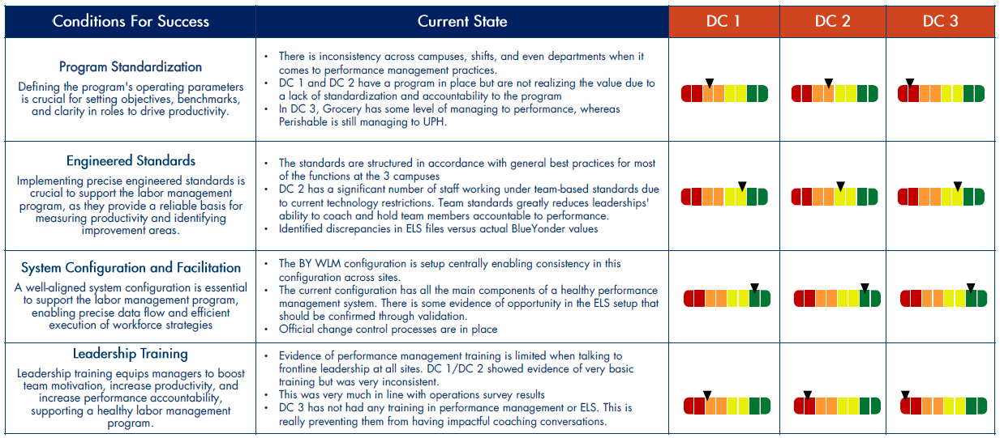 Conditions For Success
Current State
DC 1
DC 2
DC 3
Program Standardization
Defining the program's operating parameters
is crucial for setting objectives, benchmarks,
and clarity in roles to drive productivity.
• There is inconsistency across campuses, shifts, and even departments when it
comes to performance management practices.
• DC 1 and DC 2 have a program in place but are not realizing the value due to
a lack of standardization and accountability to the program
• In DC 3, Grocery has some level of managing to performance, whereas
Perishable is still managing to UPH.
Engineered Standards
Implementing precise engineered standards is
crucial to support the labor management
program, as they provide a reliable basis for
measuring productivity and identifying
improvement areas.
• The standards are structured in accordance with general best practices for most
of the functions at the 3 campuses
• DC 2 has a significant number of staff working under team-based standards due
to current technology restrictions. Team standards greatly reduces leaderships'
ability to coach and hold team members accountable to performance.
• Identified discrepancies in ELS files versus actual BlueYonder values
System Configuration and Facilitation
A well-aligned system configuration is essential
to support the labor management program,
enabling precise data flow and efficient
execution of workforce strategies
• The BY WLM configuration is setup centrally enabling consistency in this
configuration across sites.
• The current configuration has all the main components of a healthy performance
management system. There is some evidence of opportunity in the ELS setup that
should be confirmed through validation.
• Official change control processes are in place
Leadership Training
Leadership training equips managers to boost
team motivation, increase productivity, and
increase performance accountability,
supporting a healthy labor management
program.
• Evidence of performance management training is limited when talking to
frontline leadership at all sites. DC 1/DC 2 showed evidence of very basic
training but was very inconsistent.
• This was very much in line with operations survey results
• DC 3 has not had any training in performance management or ELS. This is
really preventing them from having impactful coaching conversations.